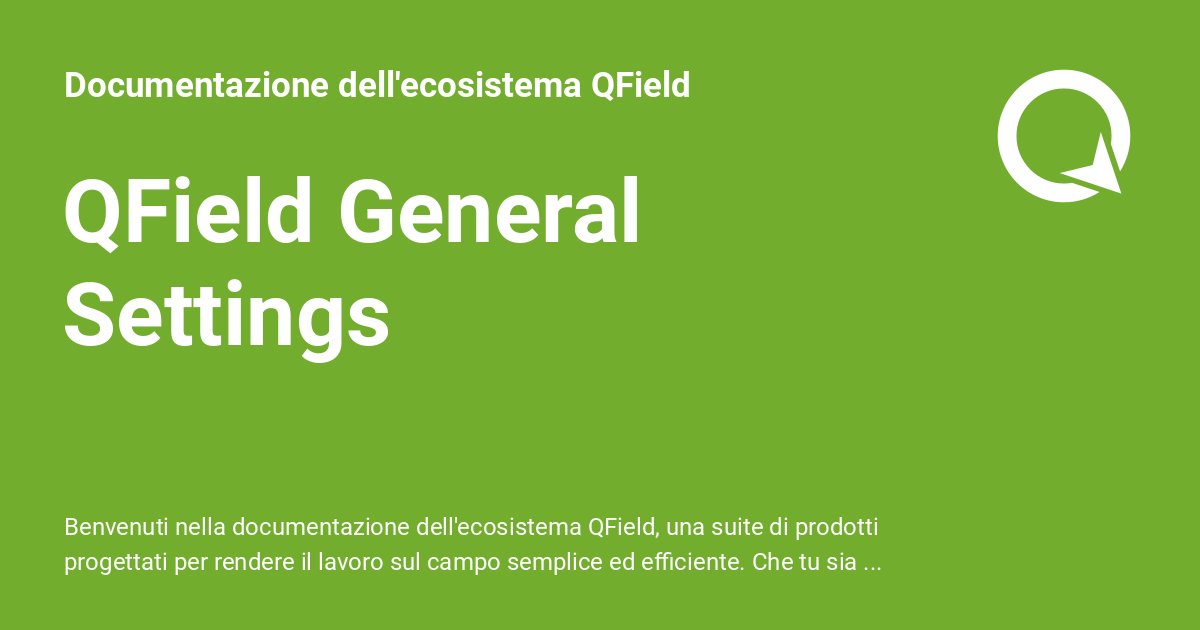 Documentazione dell'ecosistema QField
QField General
Settings
Benvenuti nella documentazione dell'ecosistema QField, una suite di prodotti
progettati per rendere il lavoro sul campo semplice ed efficiente. Che tu sia ...